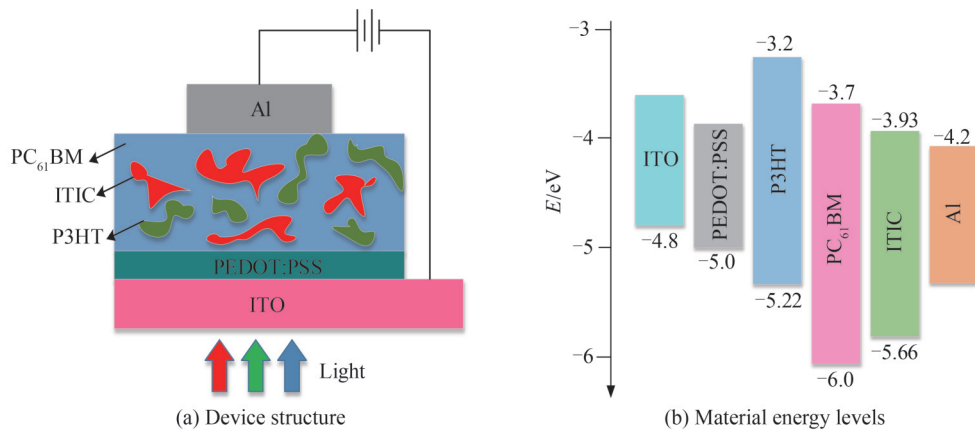 Al
PC₆₁BM
ITIC
P3HT
PEDOT:PSS
ITO
Light
(a) Device structure
E/eV
−3
−4
−5
−6
ITO
−4.8
PEDOT:PSS
−5.0
−3.2
P3HT
−5.22
−3.7
PC₆₁BM
−6.0
−3.93
ITIC
−5.66
−4.2
Al
(b) Material energy levels